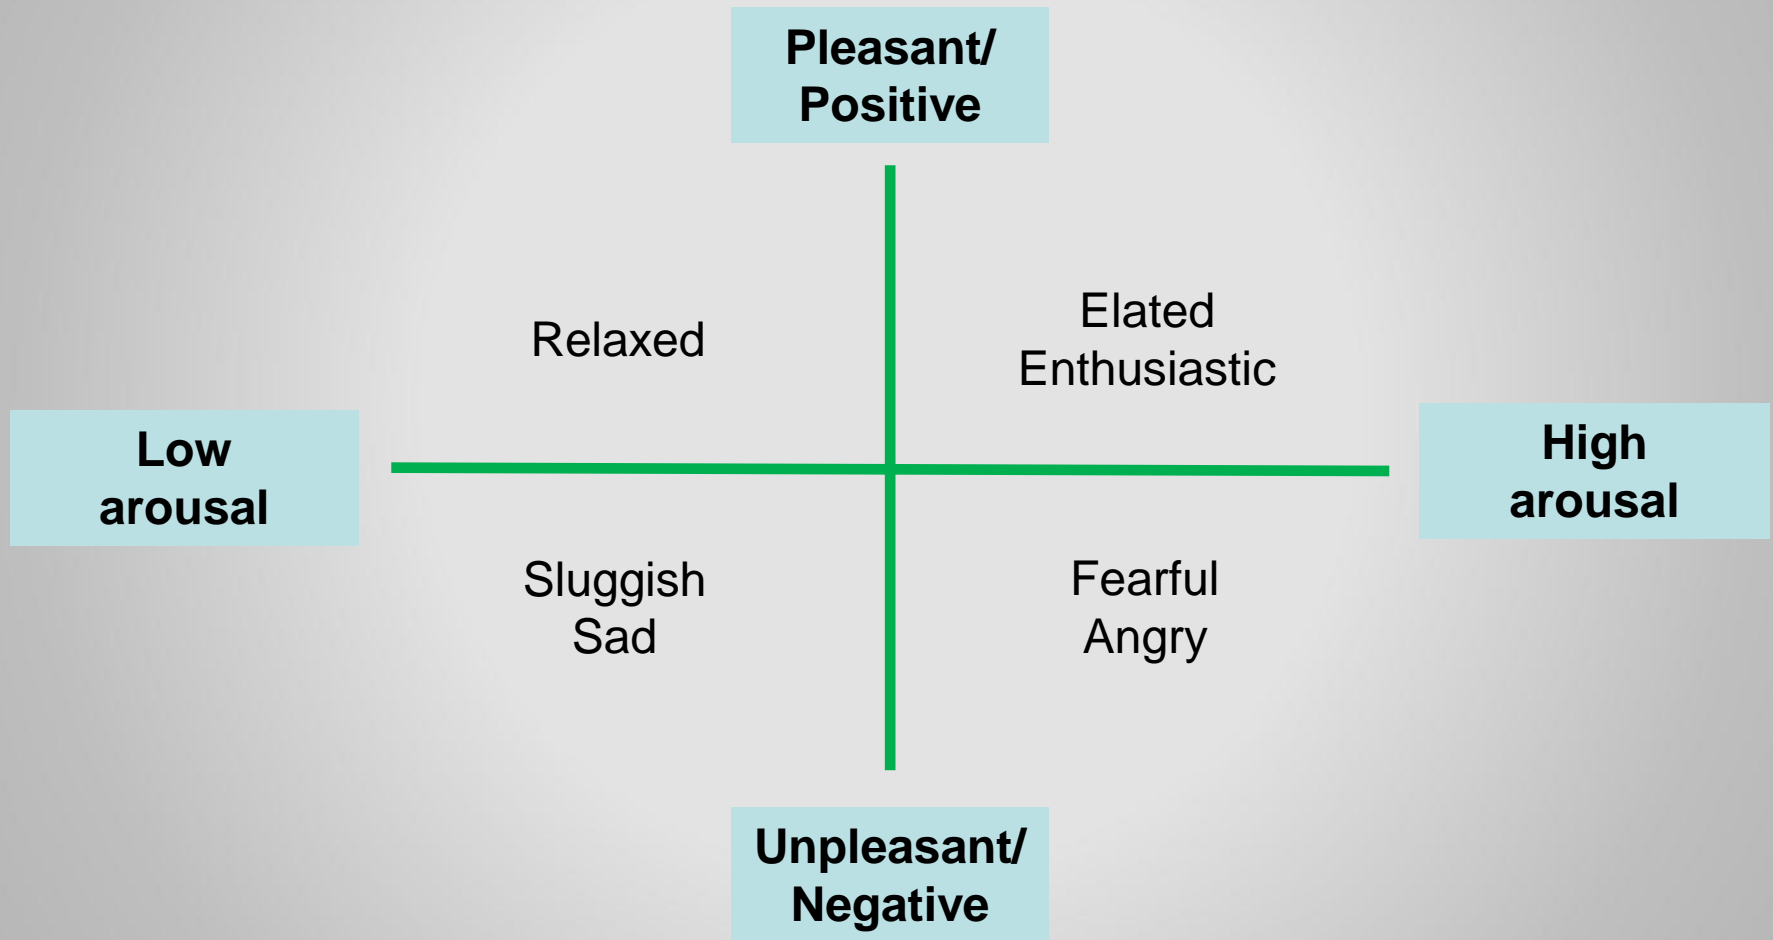 Pleasant/
Positive
Relaxed
Elated
Enthusiastic
Low
arousal
High
arousal
Sluggish
Sad
Fearful
Angry
Unpleasant/
Negative